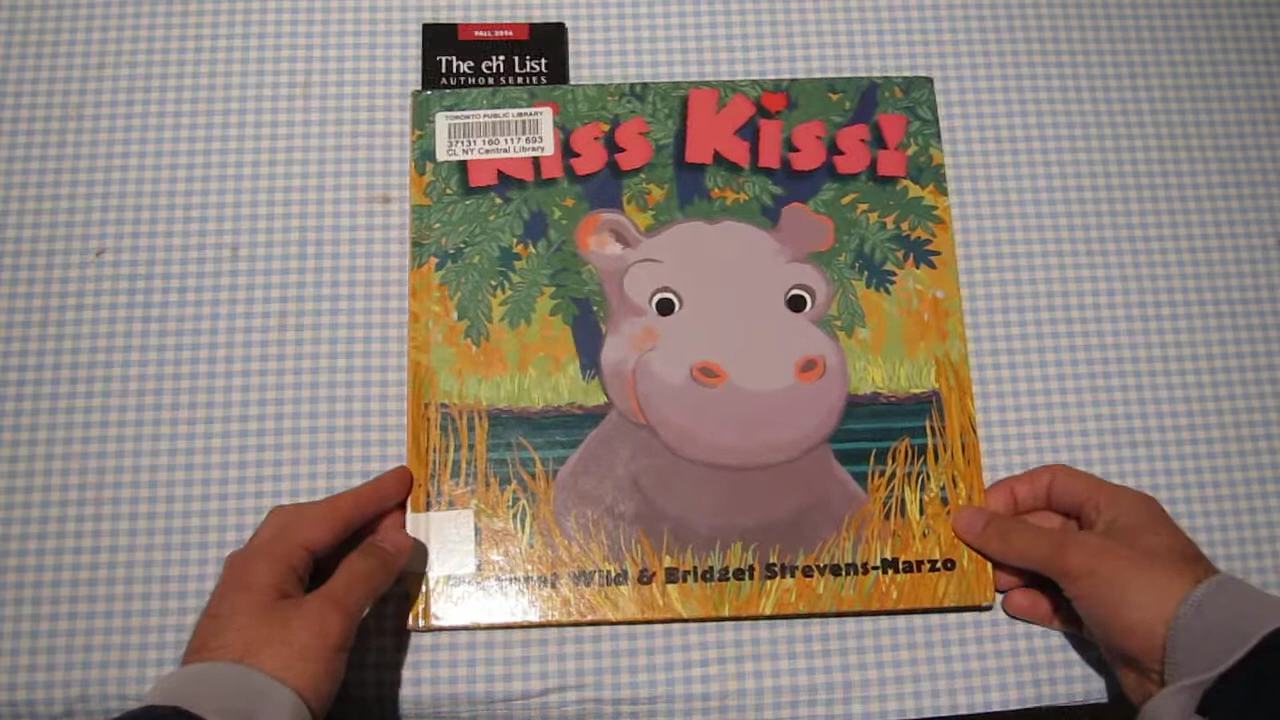 FALL 2014
The eh List
AUTHOR SERIES
TORONTO PUBLIC LIBRARY
37131 160 117 693
CL NY Central Library
Kiss Kiss!
Wild & Bridget Strevens-Marzo